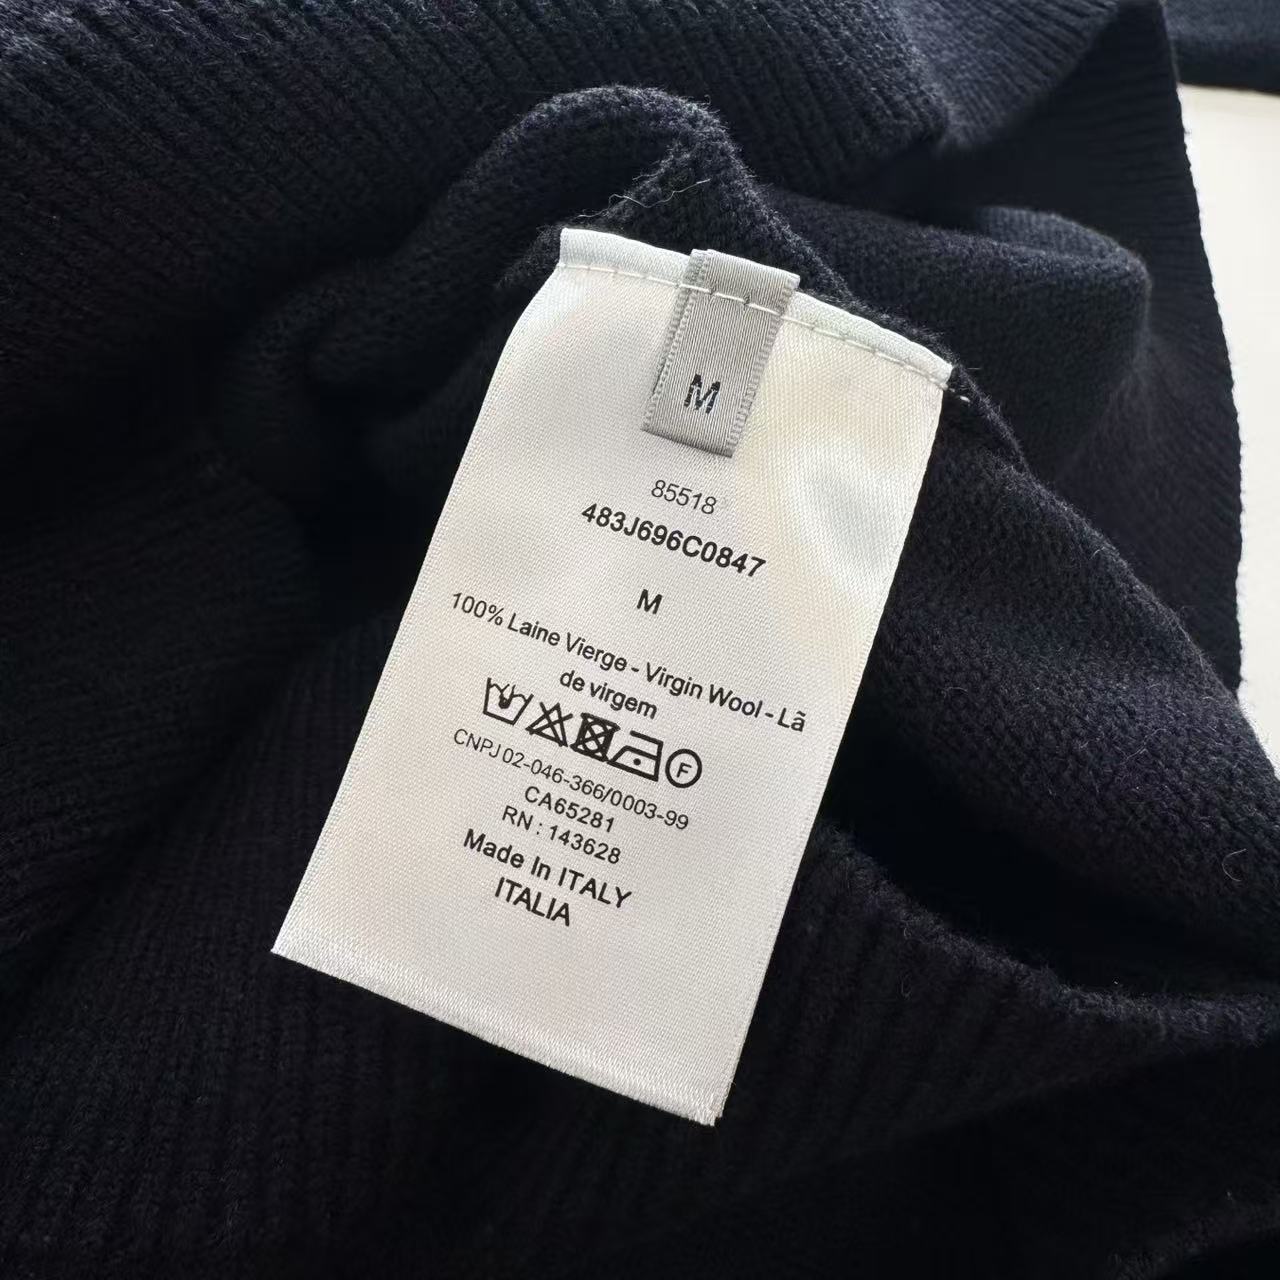 M
85518
483J696C0847
M
100% Laine Vierge - Virgin Wool - Lã
de virgem
F
CNPJ 02-046-366/0003-99
CA65281
RN : 143628
Made In ITALY
ITALIA